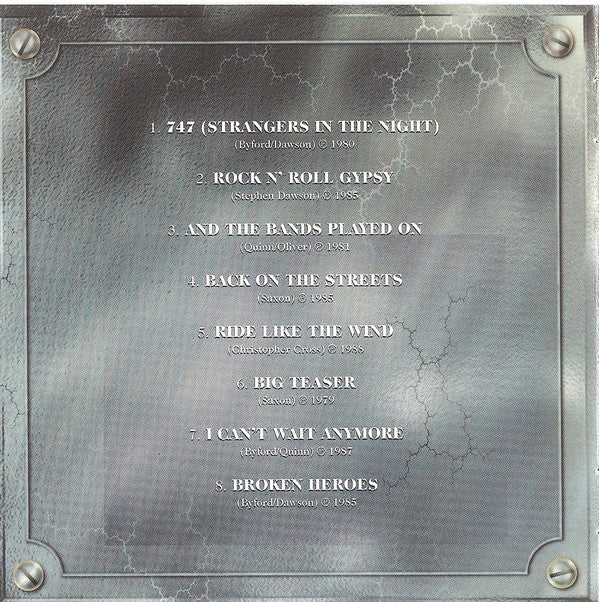 1. 747 (STRANGERS IN THE NIGHT)
(Byford/Dawson) ℗ 1980
2. ROCK N' ROLL GYPSY
(Stephen Dawson) ℗ 1985
3. AND THE BANDS PLAYED ON
(Quinn/Oliver) ℗ 1981
4. BACK ON THE STREETS
(Saxon) ℗ 1985
5. RIDE LIKE THE WIND
(Christopher Cross) ℗ 1988
6. BIG TEASER
(Saxon) ℗ 1979
7. I CAN'T WAIT ANYMORE
(Byford/Quinn) ℗ 1987
8. BROKEN HEROES
(Byford/Dawson) ℗ 1985